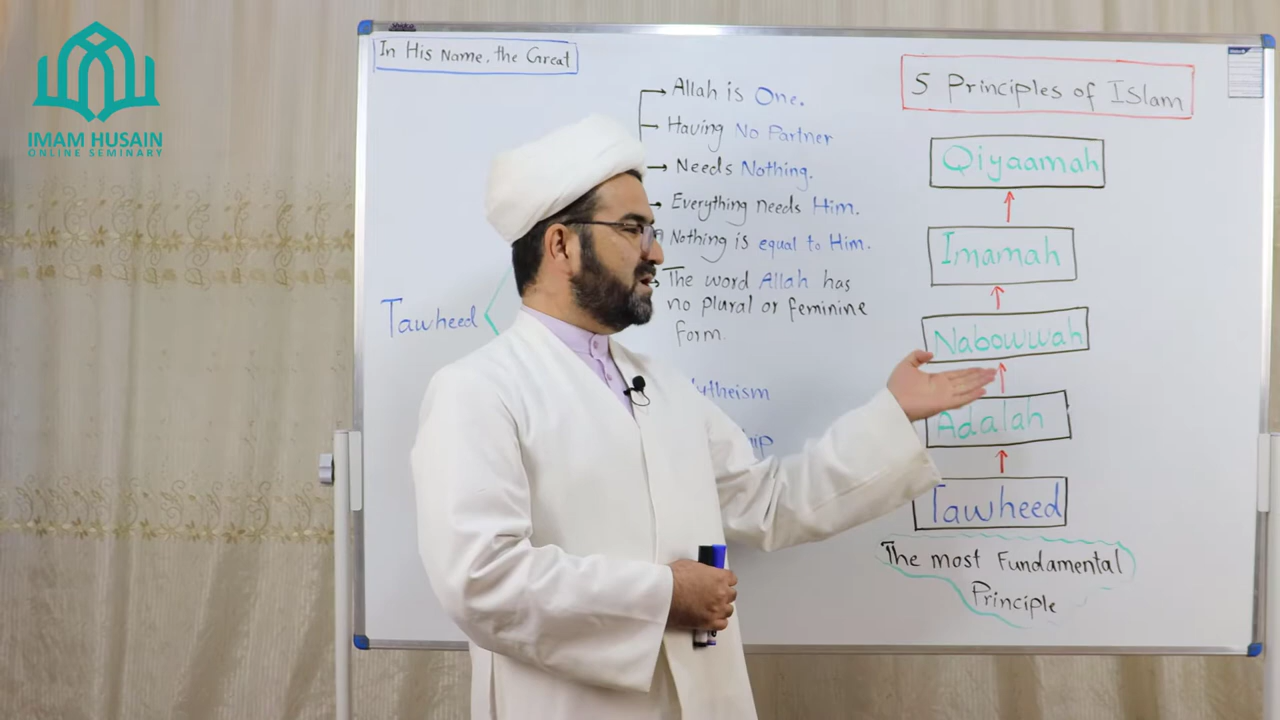 IMAM HUSAIN
ONLINE SEMINARY
In His Name, the Great
Allah is One.
Having No Partner
Needs Nothing.
Everything needs Him.
Nothing is equal to Him.
The word Allah has
no plural or feminine
form.
Tawheed
5 Principles of Islam
Qiyaamah
Imamah
Nabowwah
Adalah
Tawheed
The most Fundamental
Principle